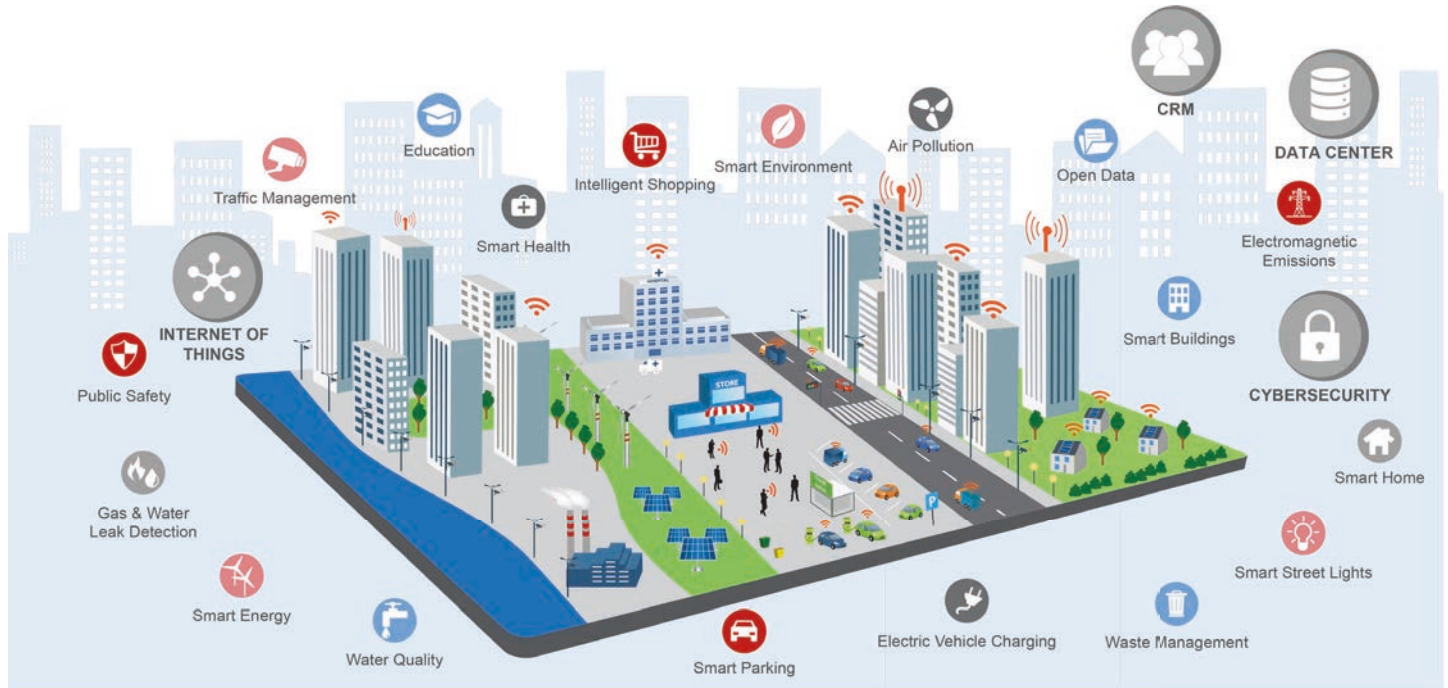 CRM
DATA CENTER
Education
Air Pollution
Intelligent Shopping
Smart Environment
Open Data
Traffic Management
Smart Health
Electromagnetic
Emissions
HOSPITAL
INTERNET OF
THINGS
Smart Buildings
Public Safety
STORE
CYBERSECURITY
Smart Home
P
Gas & Water
Leak Detection
Smart Street Lights
Smart Energy
Water Quality
Smart Parking
Electric Vehicle Charging
Waste Management